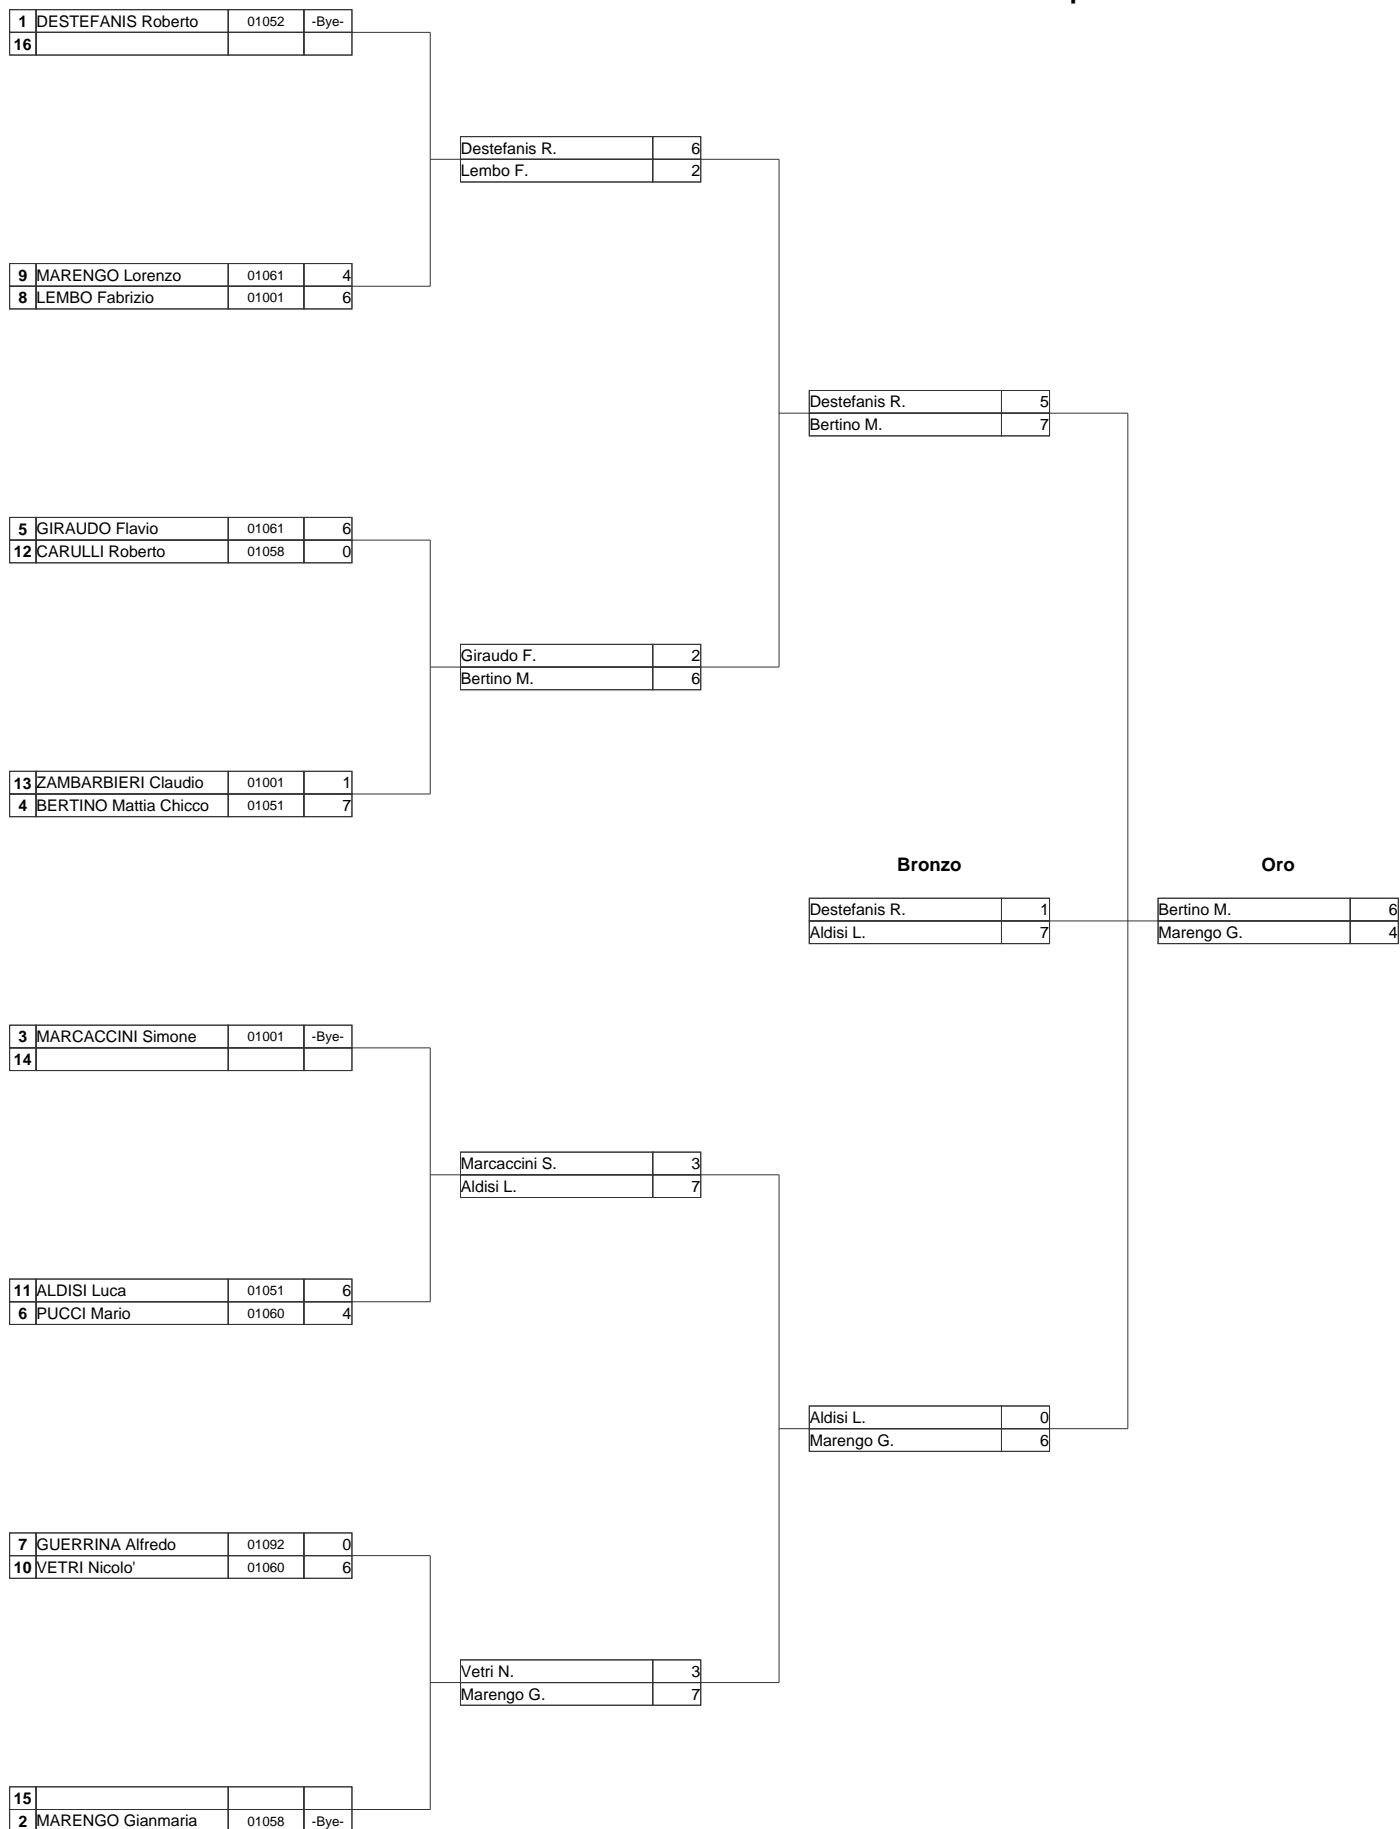 1 DESTEFANIS Roberto 01052 -Bye-
16
Destefanis R. 6
Lembo F. 2
9 MARENGO Lorenzo 01061 4
8 LEMBO Fabrizio 01001 6
Destefanis R. 5
Bertino M. 7
5 GIRAUDO Flavio 01061 6
12 CARULLI Roberto 01058 0
Giraudo F. 2
Bertino M. 6
13 ZAMBARBIERI Claudio 01001 1
4 BERTINO Mattia Chicco 01051 7
Bronzo Oro
Destefanis R. 1 Bertino M. 6
Aldisi L. 7 Marengo G. 4
3 MARCACCINI Simone 01001 -Bye-
14
Marcaccini S. 3
Aldisi L. 7
11 ALDISI Luca 01051 6
6 PUCCI Mario 01060 4
Aldisi L. 0
Marengo G. 6
7 GUERRINA Alfredo 01092 0
10 VETRI Nicolo' 01060 6
Vetri N. 3
Marengo G. 7
15
2 MARENGO Gianmaria 01058 -Bye-